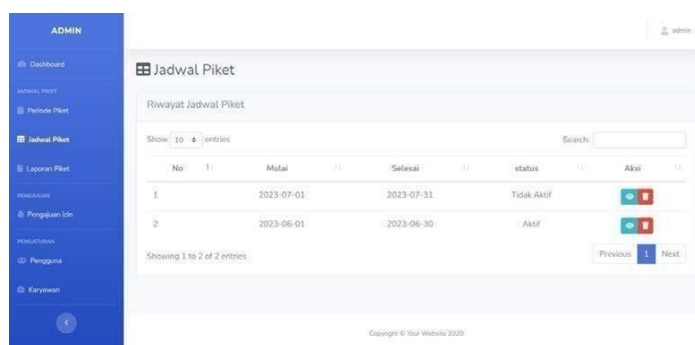 ADMIN
admin
Dashboard
Jadwal Piket
JADWAL PIKET
Periode Piket
Riwayat Jadwal Piket
Jadwal Piket
Show 10 entries
Search:
Laporan Piket
No Mulai Selesai status Aksi
PENGAJUAN
1 2023-07-01 2023-07-31 Tidak Aktif
Pengajuan Izin
2 2023-06-01 2023-06-30 Aktif
PENGATURAN
Showing 1 to 2 of 2 entries
Previous 1 Next
Pengguna
Karyawan
Copyright © Your Website 2020